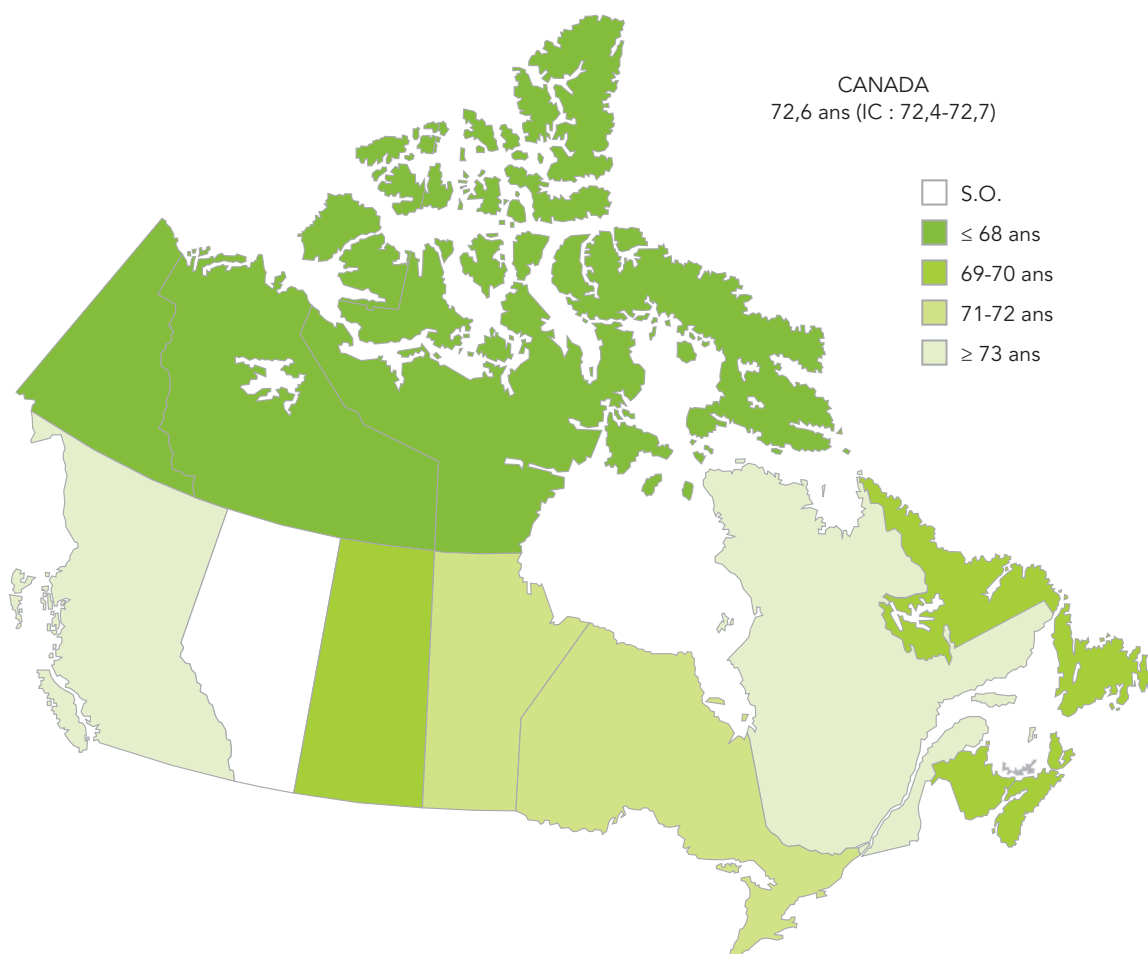 CANADA
72,6 ans (IC : 72,4-72,7)
S.O.
≤ 68 ans
69-70 ans
71-72 ans
≥ 73 ans